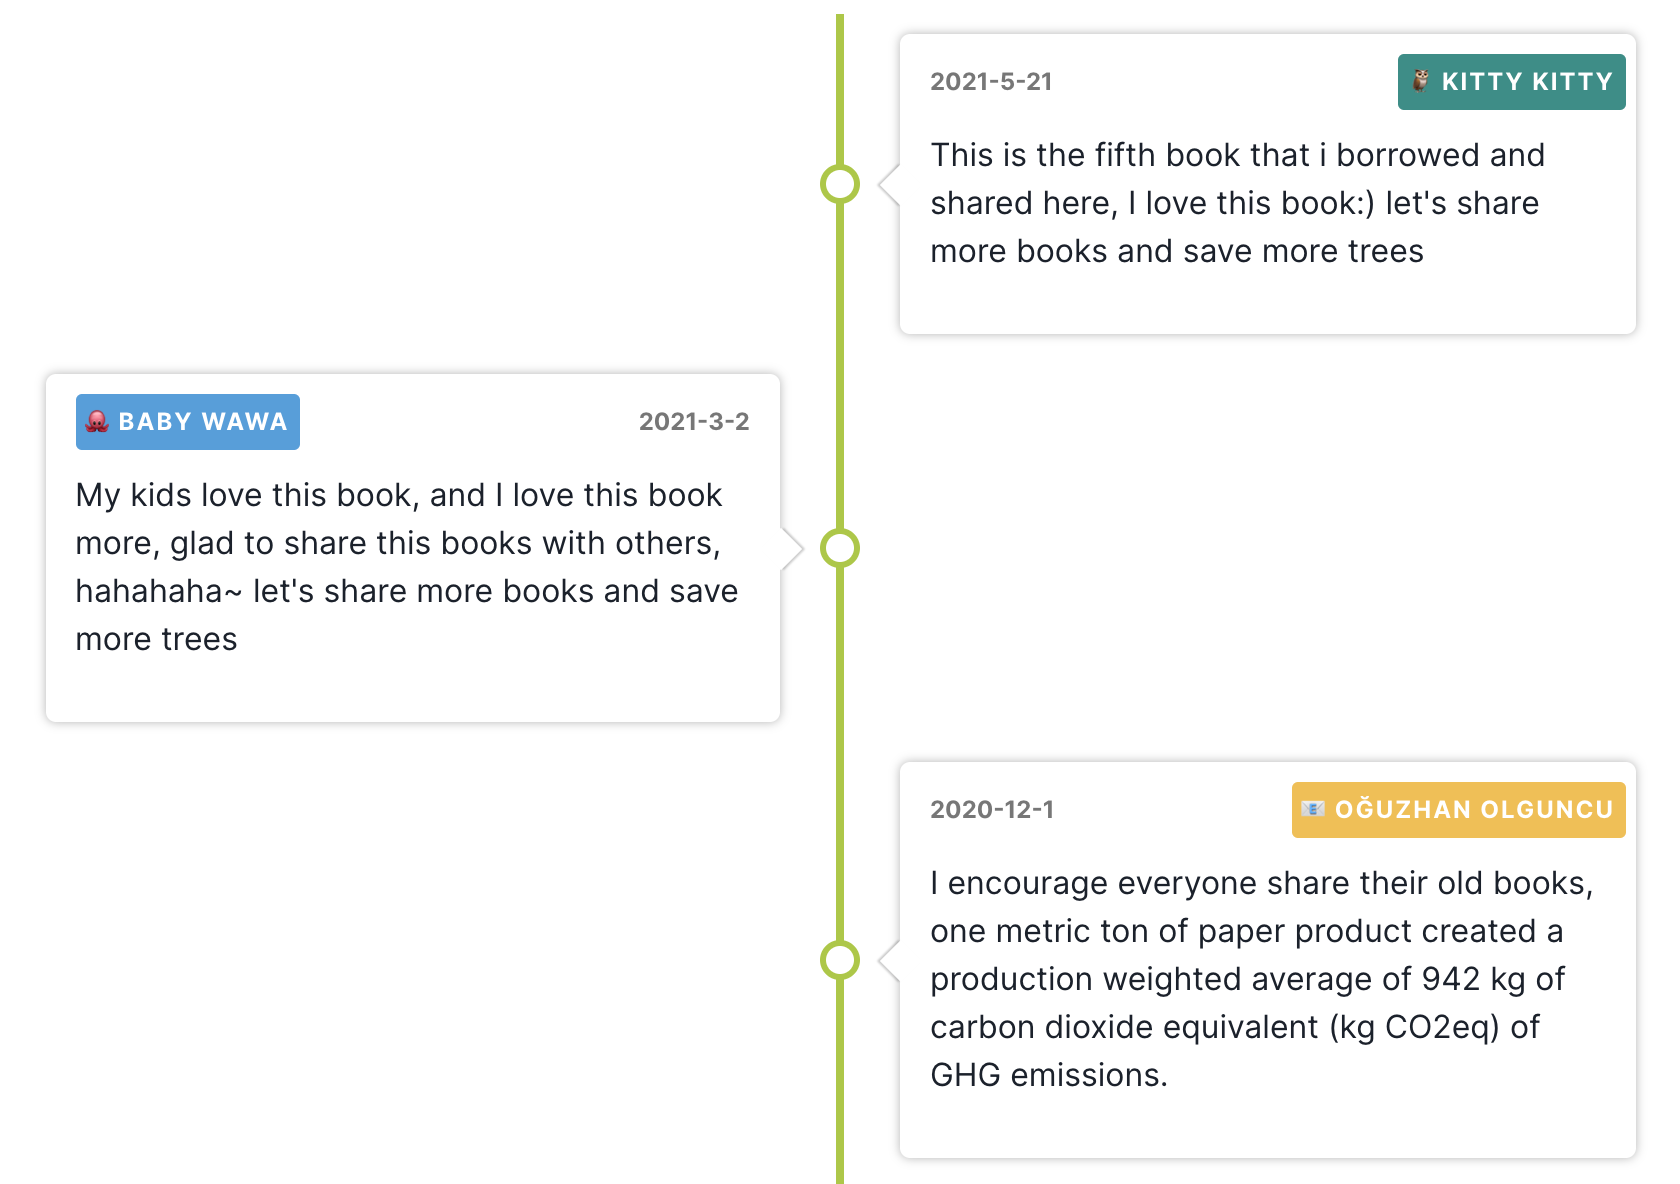 2021-5-21
KITTY KITTY
This is the fifth book that i borrowed and
shared here, I love this book:) let's share
more books and save more trees
BABY WAWA
2021-3-2
My kids love this book, and I love this book
more, glad to share this books with others,
hahahaha~ let's share more books and save
more trees
2020-12-1
OĞUZHAN OLGUNCU
I encourage everyone share their old books,
one metric ton of paper product created a
production weighted average of 942 kg of
carbon dioxide equivalent (kg CO2eq) of
GHG emissions.